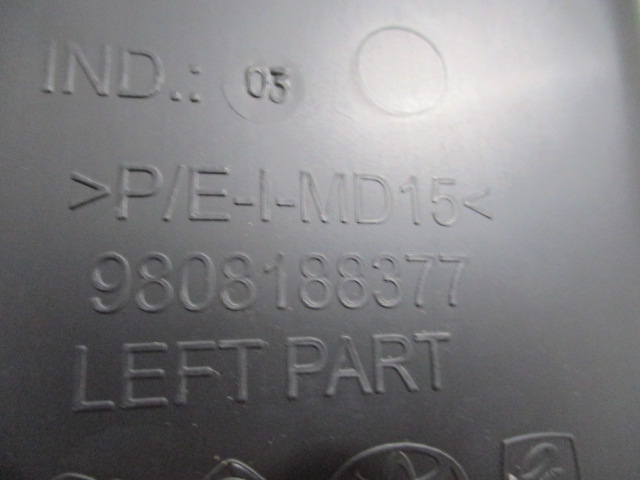 IND.: 03
>P/E-I-MD15<
9808188377
LEFT PART